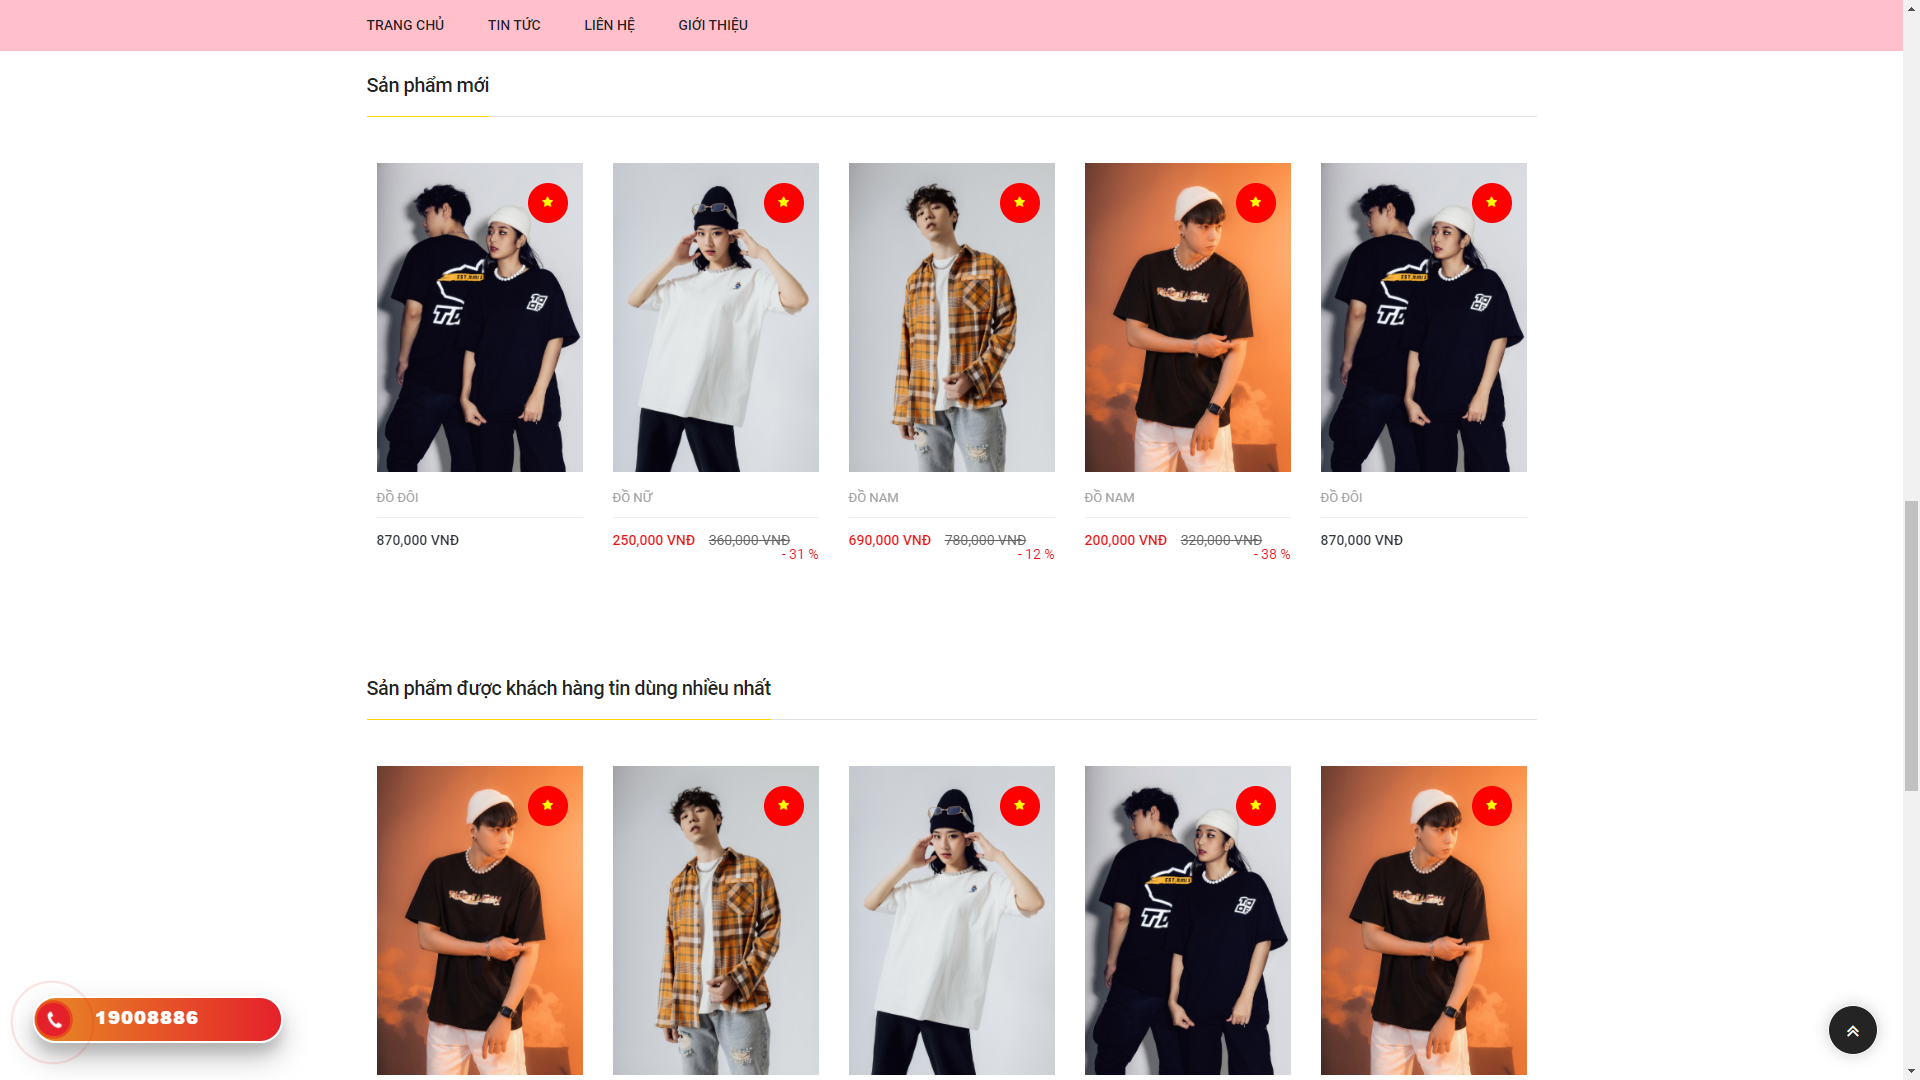 TRANG CHỦ TIN TỨC LIÊN HỆ GIỚI THIỆU
Sản phẩm mới
ĐỒ ĐÔI
870,000 VNĐ
ĐỒ NỮ
250,000 VNĐ 360,000 VNĐ
- 31 %
ĐỒ NAM
690,000 VNĐ 780,000 VNĐ
- 12 %
ĐỒ NAM
200,000 VNĐ 320,000 VNĐ
- 38 %
ĐỒ ĐÔI
870,000 VNĐ
Sản phẩm được khách hàng tin dùng nhiều nhất
19008886